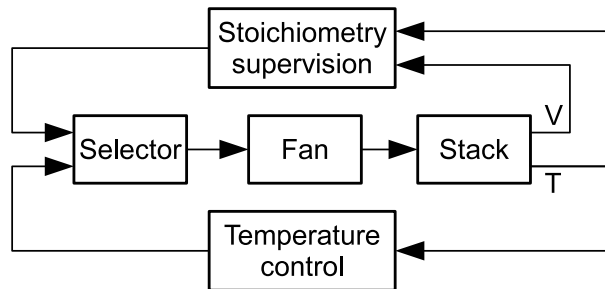 Stoichiometry
supervision
V
Selector
Fan
Stack
T
Temperature
control